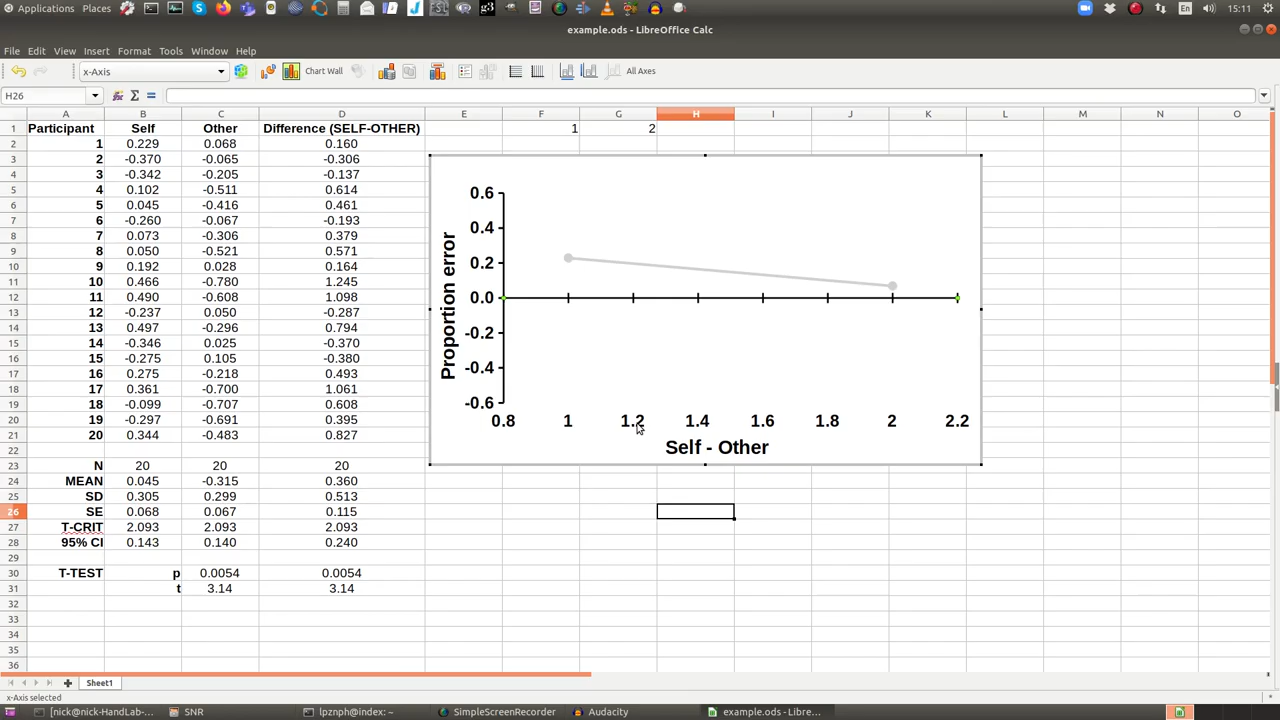 Applications Places
En 15:11
example.ods - LibreOffice Calc
File Edit View Insert Format Tools Window Help
x-Axis Chart Wall All Axes
H26
A B C D E F G H I J K L M N O
1 Participant Self Other Difference (SELF-OTHER) 1 2
2 1 0.229 0.068 0.160
3 2 -0.370 -0.065 -0.306
4 3 -0.342 -0.205 -0.137
5 4 0.102 -0.511 0.614
6 5 0.045 -0.416 0.461
7 6 -0.260 -0.067 -0.193
8 7 0.073 -0.306 0.379
9 8 0.050 -0.521 0.571
10 9 0.192 0.028 0.164
11 10 0.466 -0.780 1.245
12 11 0.490 -0.608 1.098
13 12 -0.237 0.050 -0.287
14 13 0.497 -0.296 0.794
15 14 -0.346 0.025 -0.370
16 15 -0.275 0.105 -0.380
17 16 0.275 -0.218 0.493
18 17 0.361 -0.700 1.061
19 18 -0.099 -0.707 0.608
20 19 -0.297 -0.691 0.395
21 20 0.344 -0.483 0.827
22
23 N 20 20 20
24 MEAN 0.045 -0.315 0.360
25 SD 0.305 0.299 0.513
26 SE 0.068 0.067 0.115
27 T-CRIT 2.093 2.093 2.093
28 95% CI 0.143 0.140 0.240
29
30 T-TEST p 0.0054 0.0054
31 t 3.14 3.14
32
33
34
35
36
Proportion error
0.6
0.4
0.2
0.0
-0.2
-0.4
-0.6
0.8 1 1.2 1.4 1.6 1.8 2 2.2
Self - Other
Sheet1
x-Axis selected
[nick@nick-HandLab-... SNR lpznph@index: ~ SimpleScreenRecorder Audacity example.ods - Libre...